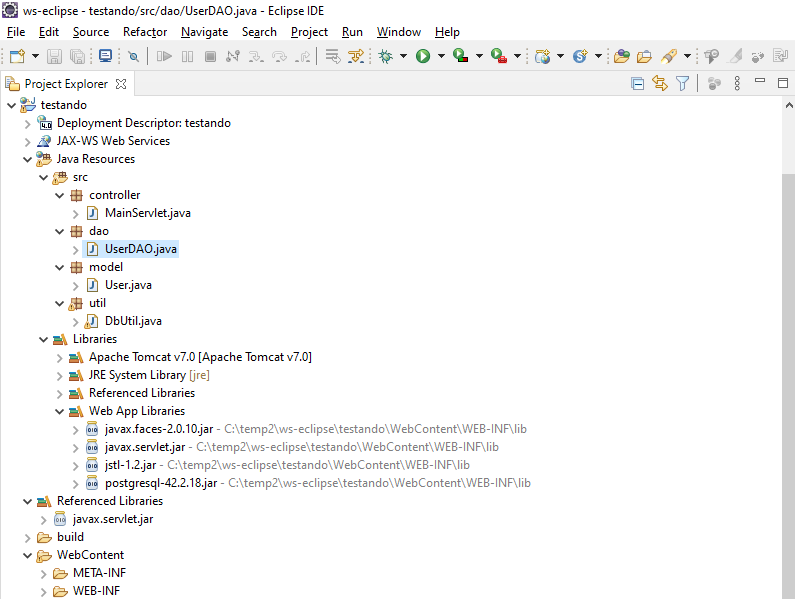 ws-eclipse - testando/src/dao/UserDAO.java - Eclipse IDE
File Edit Source Refactor Navigate Search Project Run Window Help
Project Explorer
testando
Deployment Descriptor: testando
JAX-WS Web Services
Java Resources
src
controller
MainServlet.java
dao
UserDAO.java
model
User.java
util
DbUtil.java
Libraries
Apache Tomcat v7.0 [Apache Tomcat v7.0]
JRE System Library [jre]
Referenced Libraries
Web App Libraries
javax.faces-2.0.10.jar - C:\temp2\ws-eclipse\testando\WebContent\WEB-INF\lib
javax.servlet.jar - C:\temp2\ws-eclipse\testando\WebContent\WEB-INF\lib
jstl-1.2.jar - C:\temp2\ws-eclipse\testando\WebContent\WEB-INF\lib
postgresql-42.2.18.jar - C:\temp2\ws-eclipse\testando\WebContent\WEB-INF\lib
Referenced Libraries
javax.servlet.jar
build
WebContent
META-INF
WEB-INF